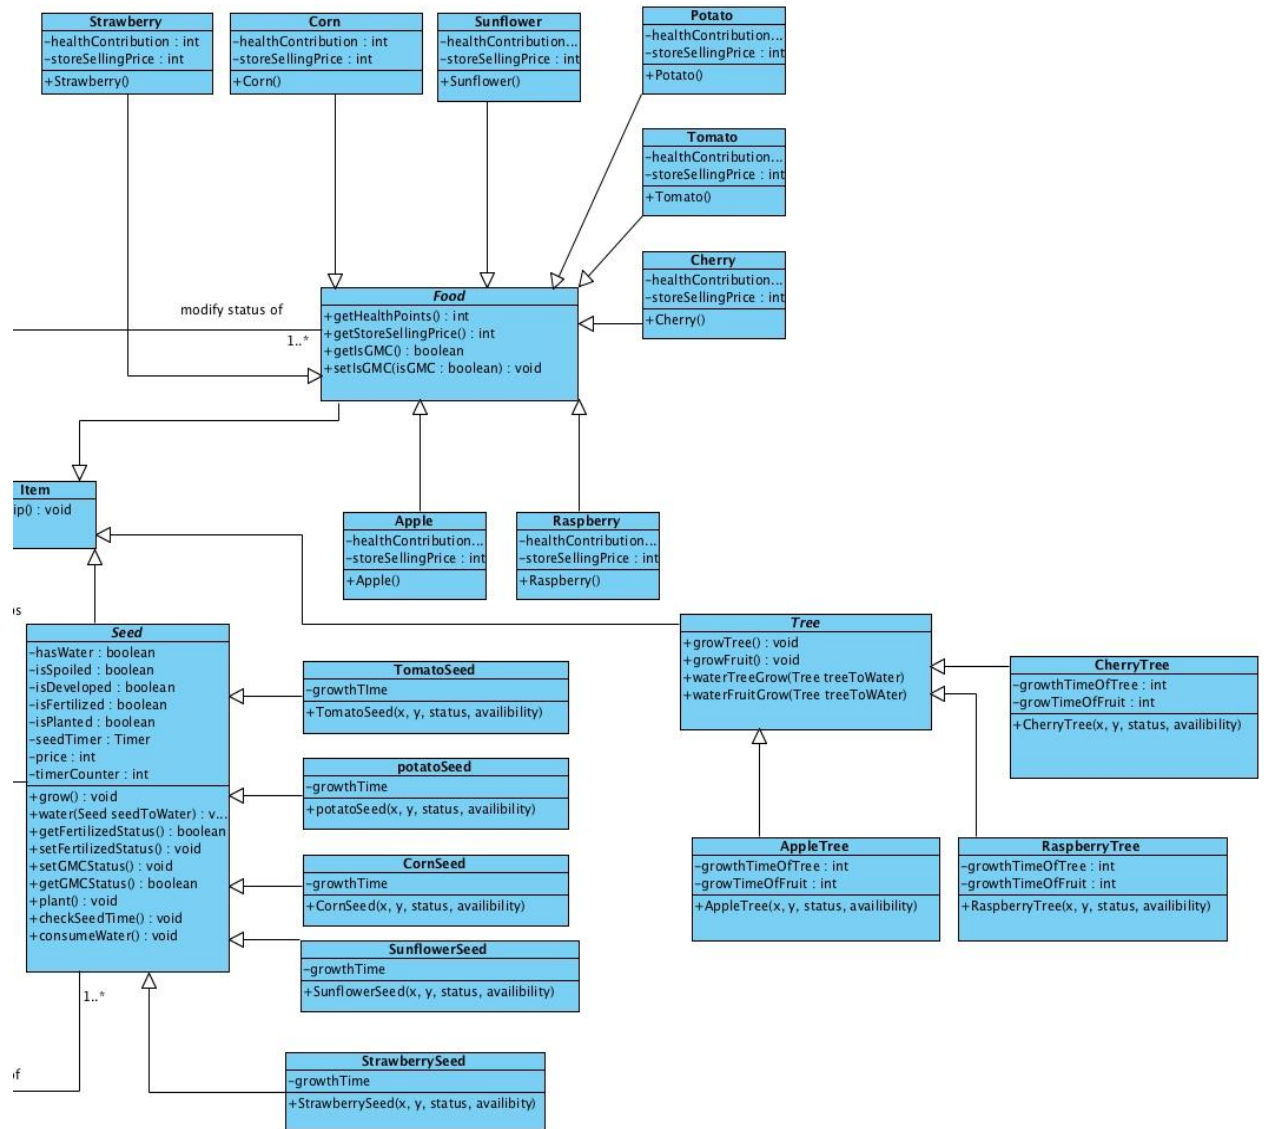 Strawberry
-healthContribution : int
-storeSellingPrice : int
+Strawberry()
Corn
-healthContribution : int
-storeSellingPrice : int
+Corn()
Sunflower
-healthContribution...
-storeSellingPrice : int
+Sunflower()
Potato
-healthContribution...
-storeSellingPrice : int
+Potato()
Tomato
-healthContribution...
-storeSellingPrice : int
+Tomato()
Cherry
-healthContribution...
-storeSellingPrice : int
+Cherry()
modify status of
1..*
Food
+getHealthPoints() : int
+getStoreSellingPrice() : int
+getIsGMC() : boolean
+setIsGMC(isGMC : boolean) : void
Item
ip() : void
Apple
-healthContribution...
-storeSellingPrice : int
+Apple()
Raspberry
-healthContribution...
-storeSellingPrice : int
+Raspberry()
os
Seed
-hasWater : boolean
-isSpoiled : boolean
-isDeveloped : boolean
-isFertilized : boolean
-isPlanted : boolean
-seedTimer : Timer
-price : int
-timerCounter : int
+grow() : void
+water(Seed seedToWater) : v...
+getFertilizedStatus() : boolean
+setFertilizedStatus() : void
+setGMCStatus() : void
+getGMCStatus() : boolean
+plant() : void
+checkSeedTime() : void
+consumeWater() : void
1..*
of
TomatoSeed
-growthTIme
+TomatoSeed(x, y, status, availibility)
potatoSeed
-growthTime
+potatoSeed(x, y, status, availibility)
CornSeed
-growthTime
+CornSeed(x, y, status, availibility)
SunflowerSeed
-growthTime
+SunflowerSeed(x, y, status, availibility)
StrawberrySeed
-growthTime
+StrawberrySeed(x, y, status, availibity)
Tree
+growTree() : void
+growFruit() : void
+waterTreeGrow(Tree treeToWater)
+waterFruitGrow(Tree treeToWAter)
CherryTree
-growthTimeOfTree : int
-growTimeOfFruit : int
+CherryTree(x, y, status, availibility)
AppleTree
-growthTimeOfTree : int
-growTimeOfFruit : int
+AppleTree(x, y, status, availibility)
RaspberryTree
-growthTimeOfTree : int
-growthTimeOfFruit : int
+RaspberryTree(x, y, status, availibility)